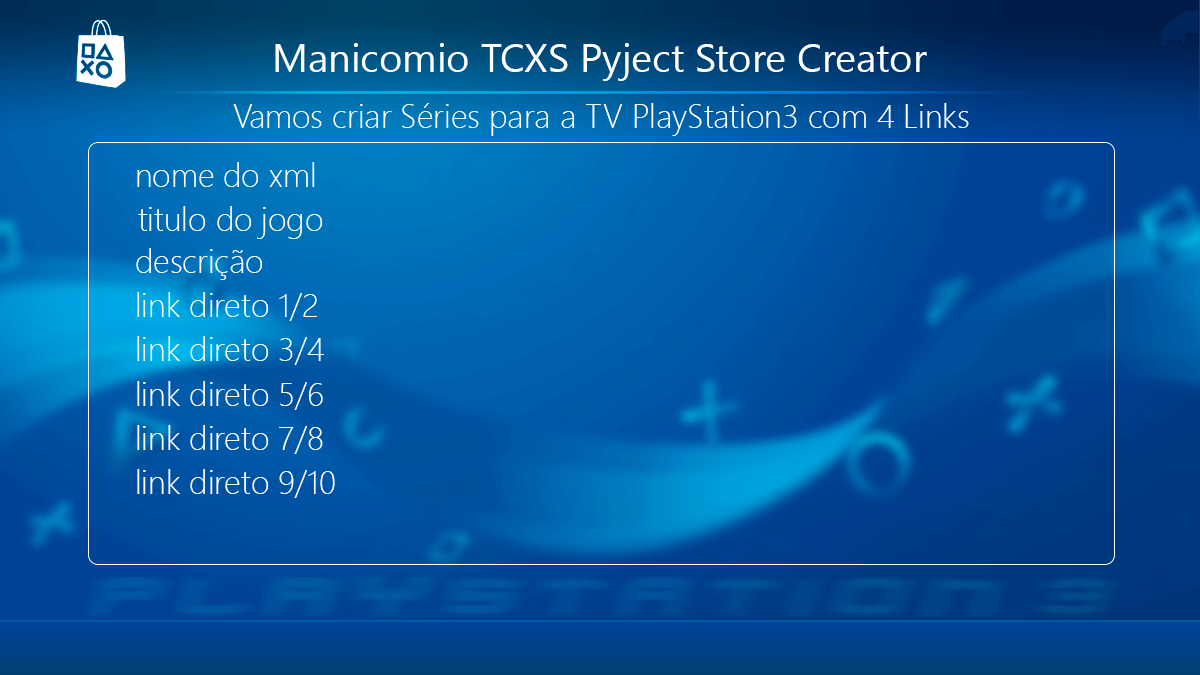 Manicomio TCXS Pyject Store Creator
Vamos criar Séries para a TV PlayStation3 com 4 Links
nome do xml
titulo do jogo
descrição
link direto 1/2
link direto 3/4
link direto 5/6
link direto 7/8
link direto 9/10
PLAYSTATION 3